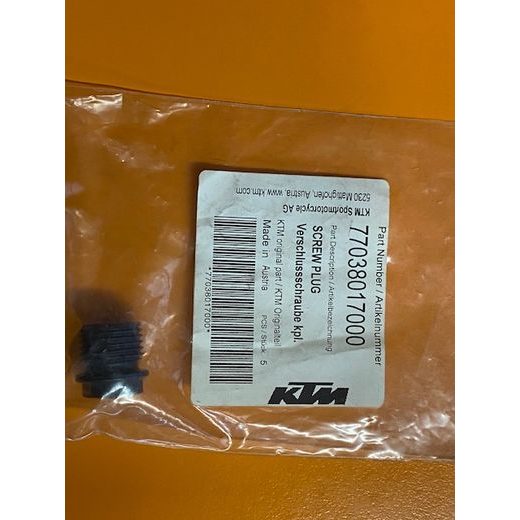 Part Number / Artikelnummer
77038017000
Part Description / Artikelbezeichnung
SCREW PLUG
Verschlussschraube kpl.
KTM original part / KTM Originalteil
Made in Austria
PCS / Stück: 5
*77038017000*
KTM Sportmotorcycle AG
5230 Mattighofen, Austria, www.ktm.com
KTM